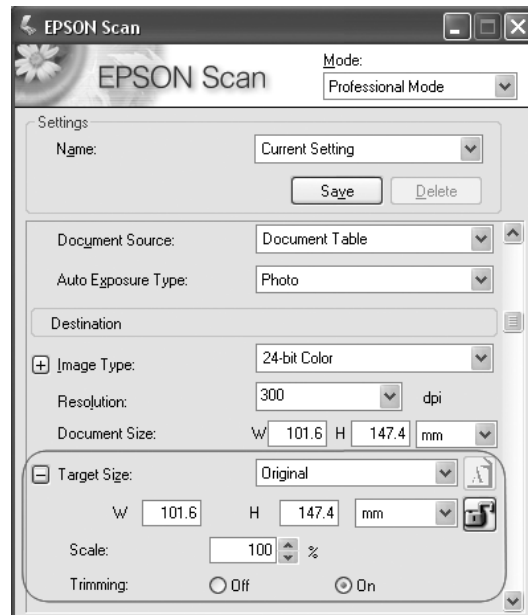 EPSON Scan
EPSON Scan
Mode:
Professional Mode
Settings
Name: Current Setting
Save Delete
Document Source: Document Table
Auto Exposure Type: Photo
Destination
Image Type: 24-bit Color
Resolution: 300 dpi
Document Size: W 101.6 H 147.4 mm
Target Size: Original
W 101.6 H 147.4 mm
Scale: 100 %
Trimming: Off On